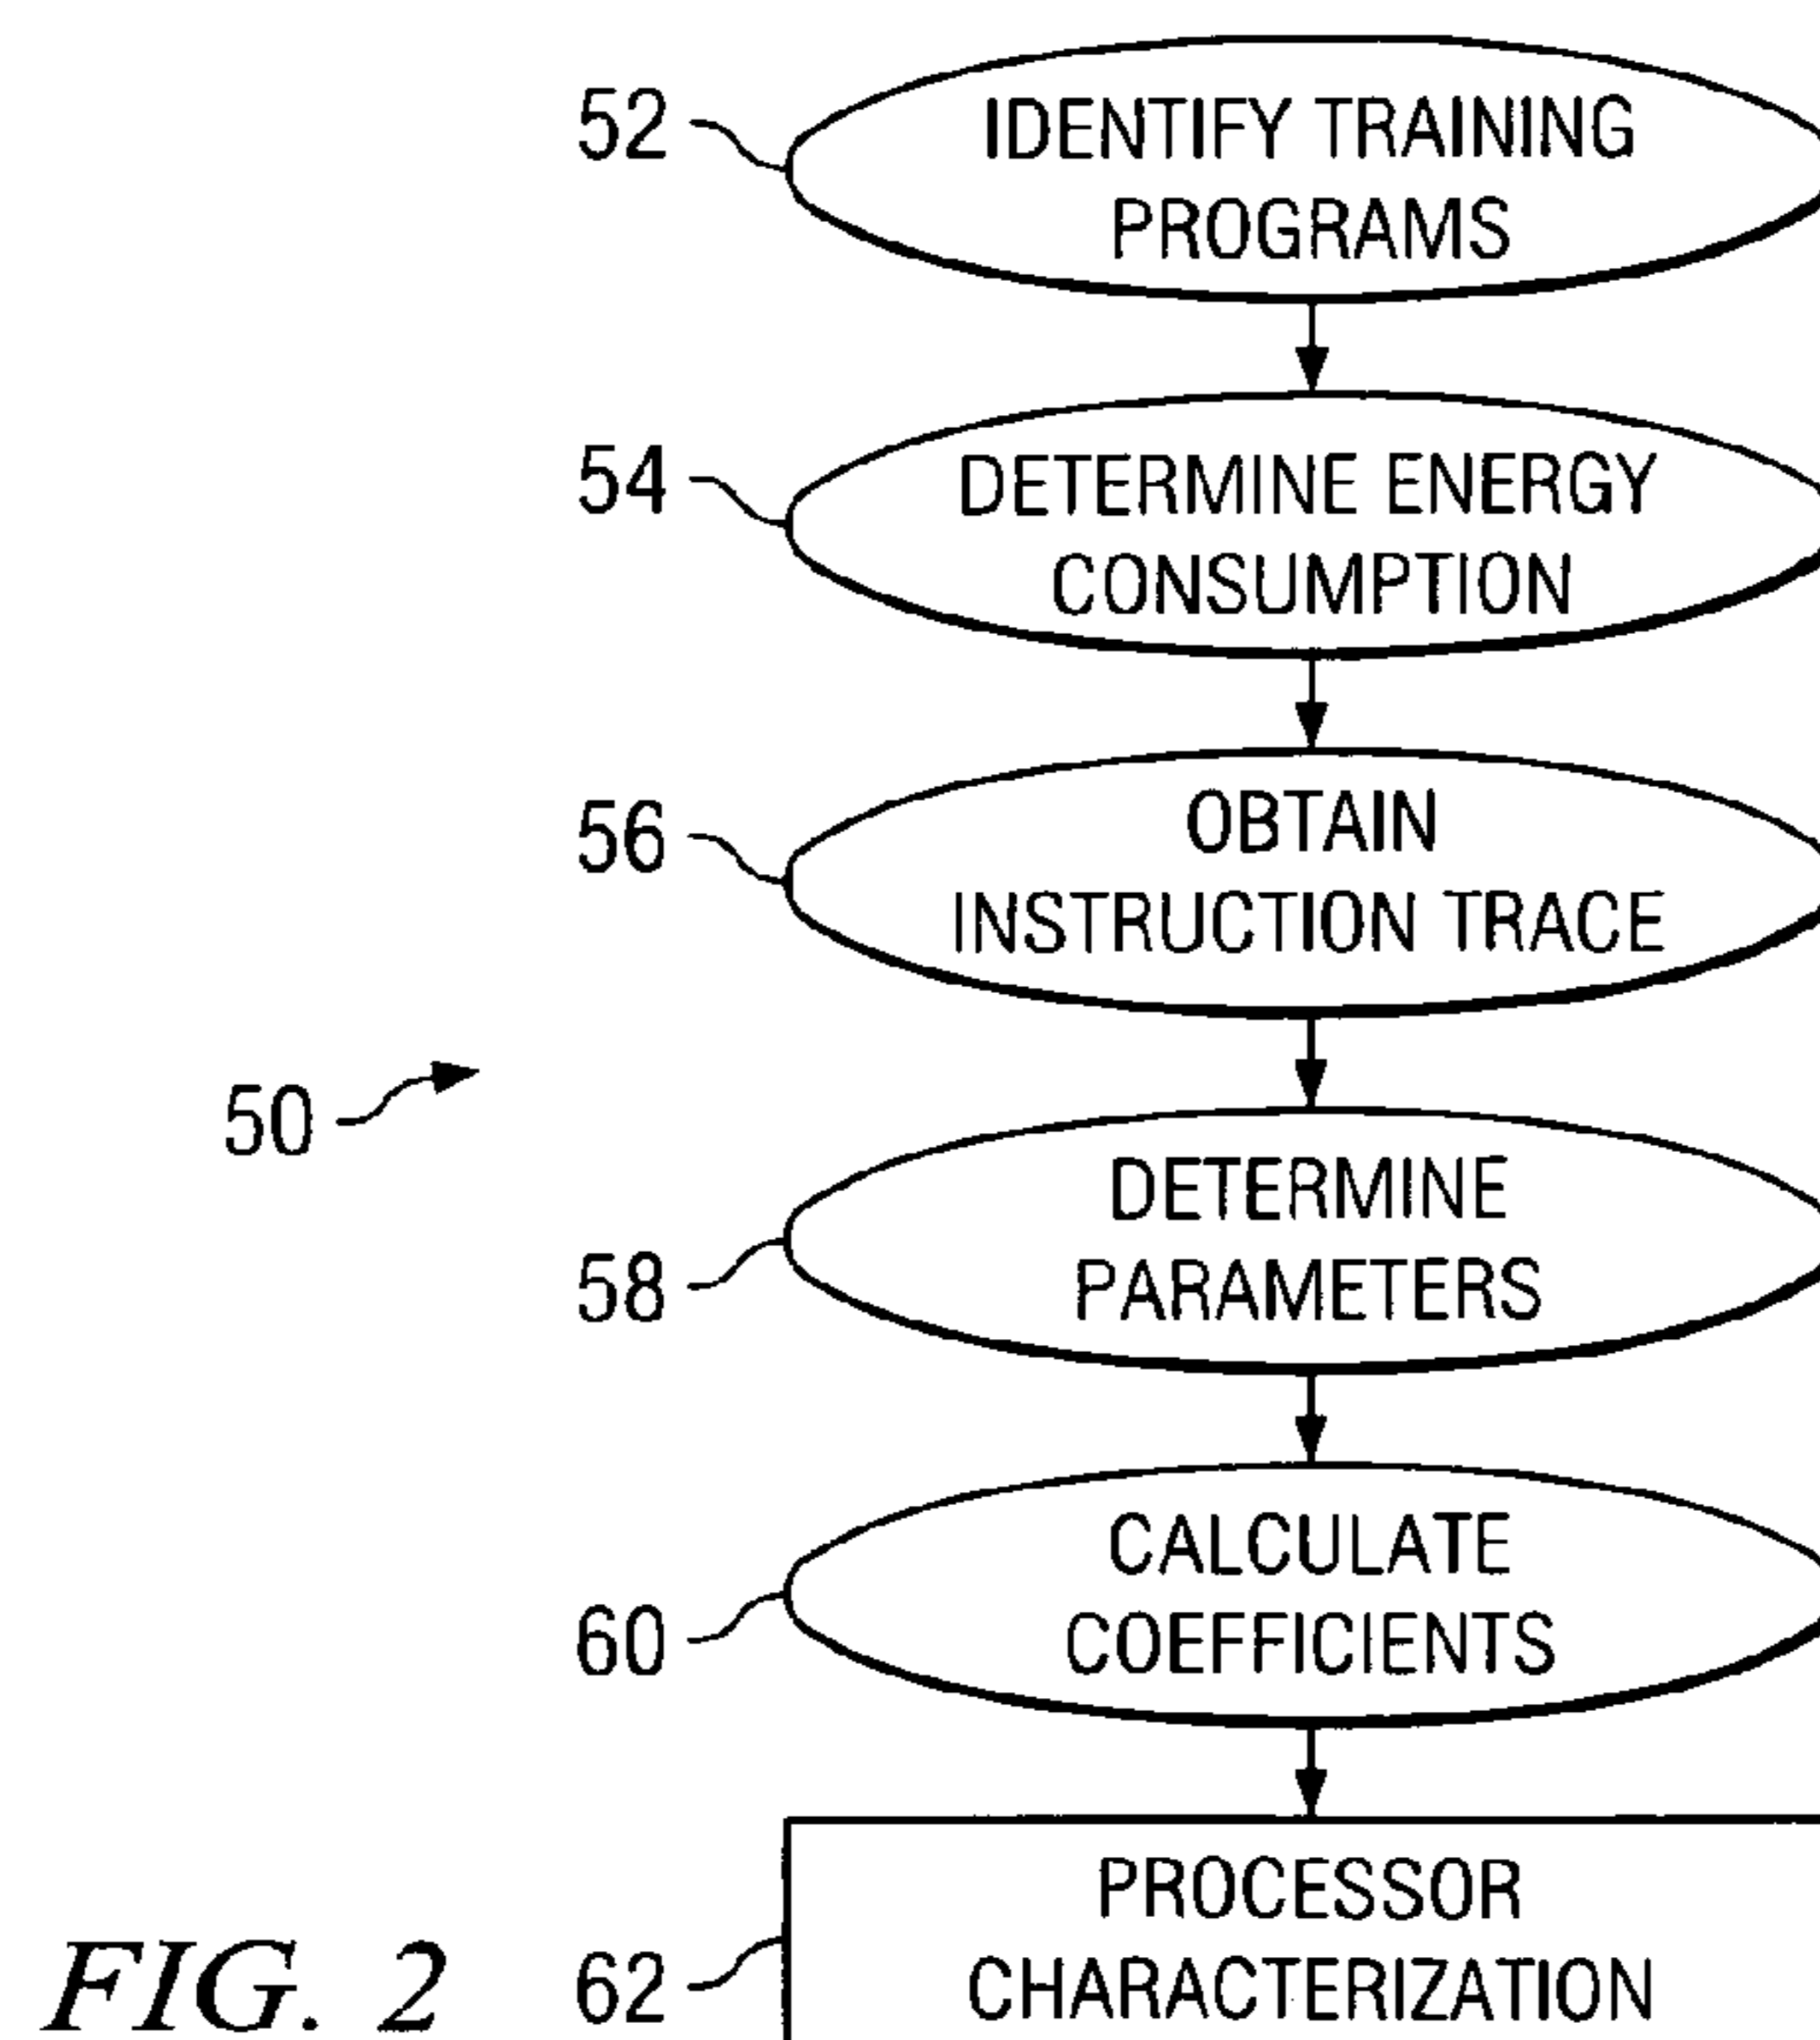 52
IDENTIFY TRAINING
PROGRAMS
54
DETERMINE ENERGY
CONSUMPTION
56
OBTAIN
INSTRUCTION TRACE
50
58
DETERMINE
PARAMETERS
60
CALCULATE
COEFFICIENTS
62
PROCESSOR
CHARACTERIZATION
FIG. 2